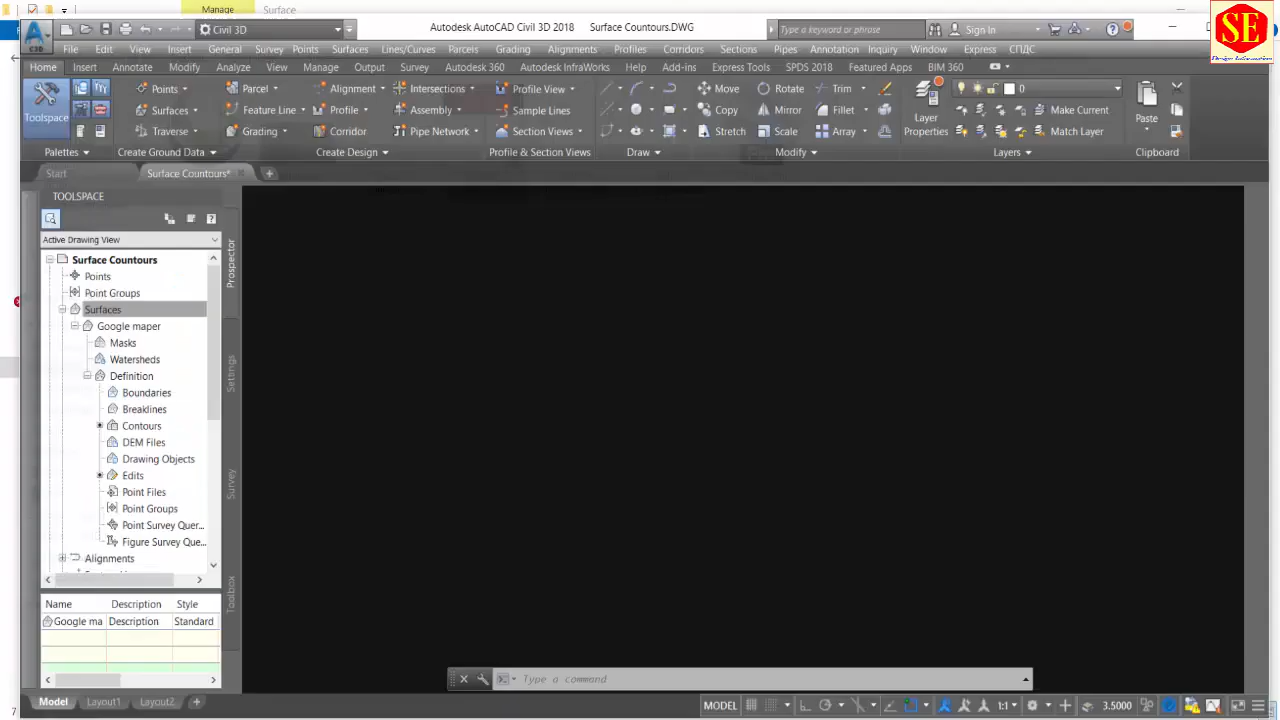 Manage
Surface
SE
C3D
Civil 3D
Autodesk AutoCAD Civil 3D 2018 Surface Countours.DWG
Type a keyword or phrase
Sign In
File Edit View Insert General Survey Points Surfaces Lines/Curves Parcels Grading Alignments Profiles Corridors Sections Pipes Annotation Inquiry Window Express СПДС
Home Insert Annotate Modify Analyze View Manage Output Survey Autodesk 360 Autodesk InfraWorks Help Add-ins Express Tools SPDS 2018 Featured Apps BIM 360
Points Parcel Alignment Intersections Profile View Move Rotate Trim 0
Toolspace Surfaces Feature Line Profile Assembly Sample Lines Copy Mirror Fillet Layer Properties Make Current Paste
Traverse Grading Corridor Pipe Network Section Views Stretch Scale Array Match Layer
Palettes Create Ground Data Create Design Profile & Section Views Draw Modify Layers Clipboard
Start Surface Countours*
TOOLSPACE
Active Drawing View
Surface Countours
Points
Point Groups
Surfaces
Google maper
Masks
Watersheds
Definition
Boundaries
Breaklines
Contours
DEM Files
Drawing Objects
Edits
Point Files
Point Groups
Point Survey Quer...
Figure Survey Que...
Alignments
Prospector
Settings
Survey
Toolbox
Name Description Style
Google ma Description Standard
Type a command
Model Layout1 Layout2
MODEL 1:1 3.5000